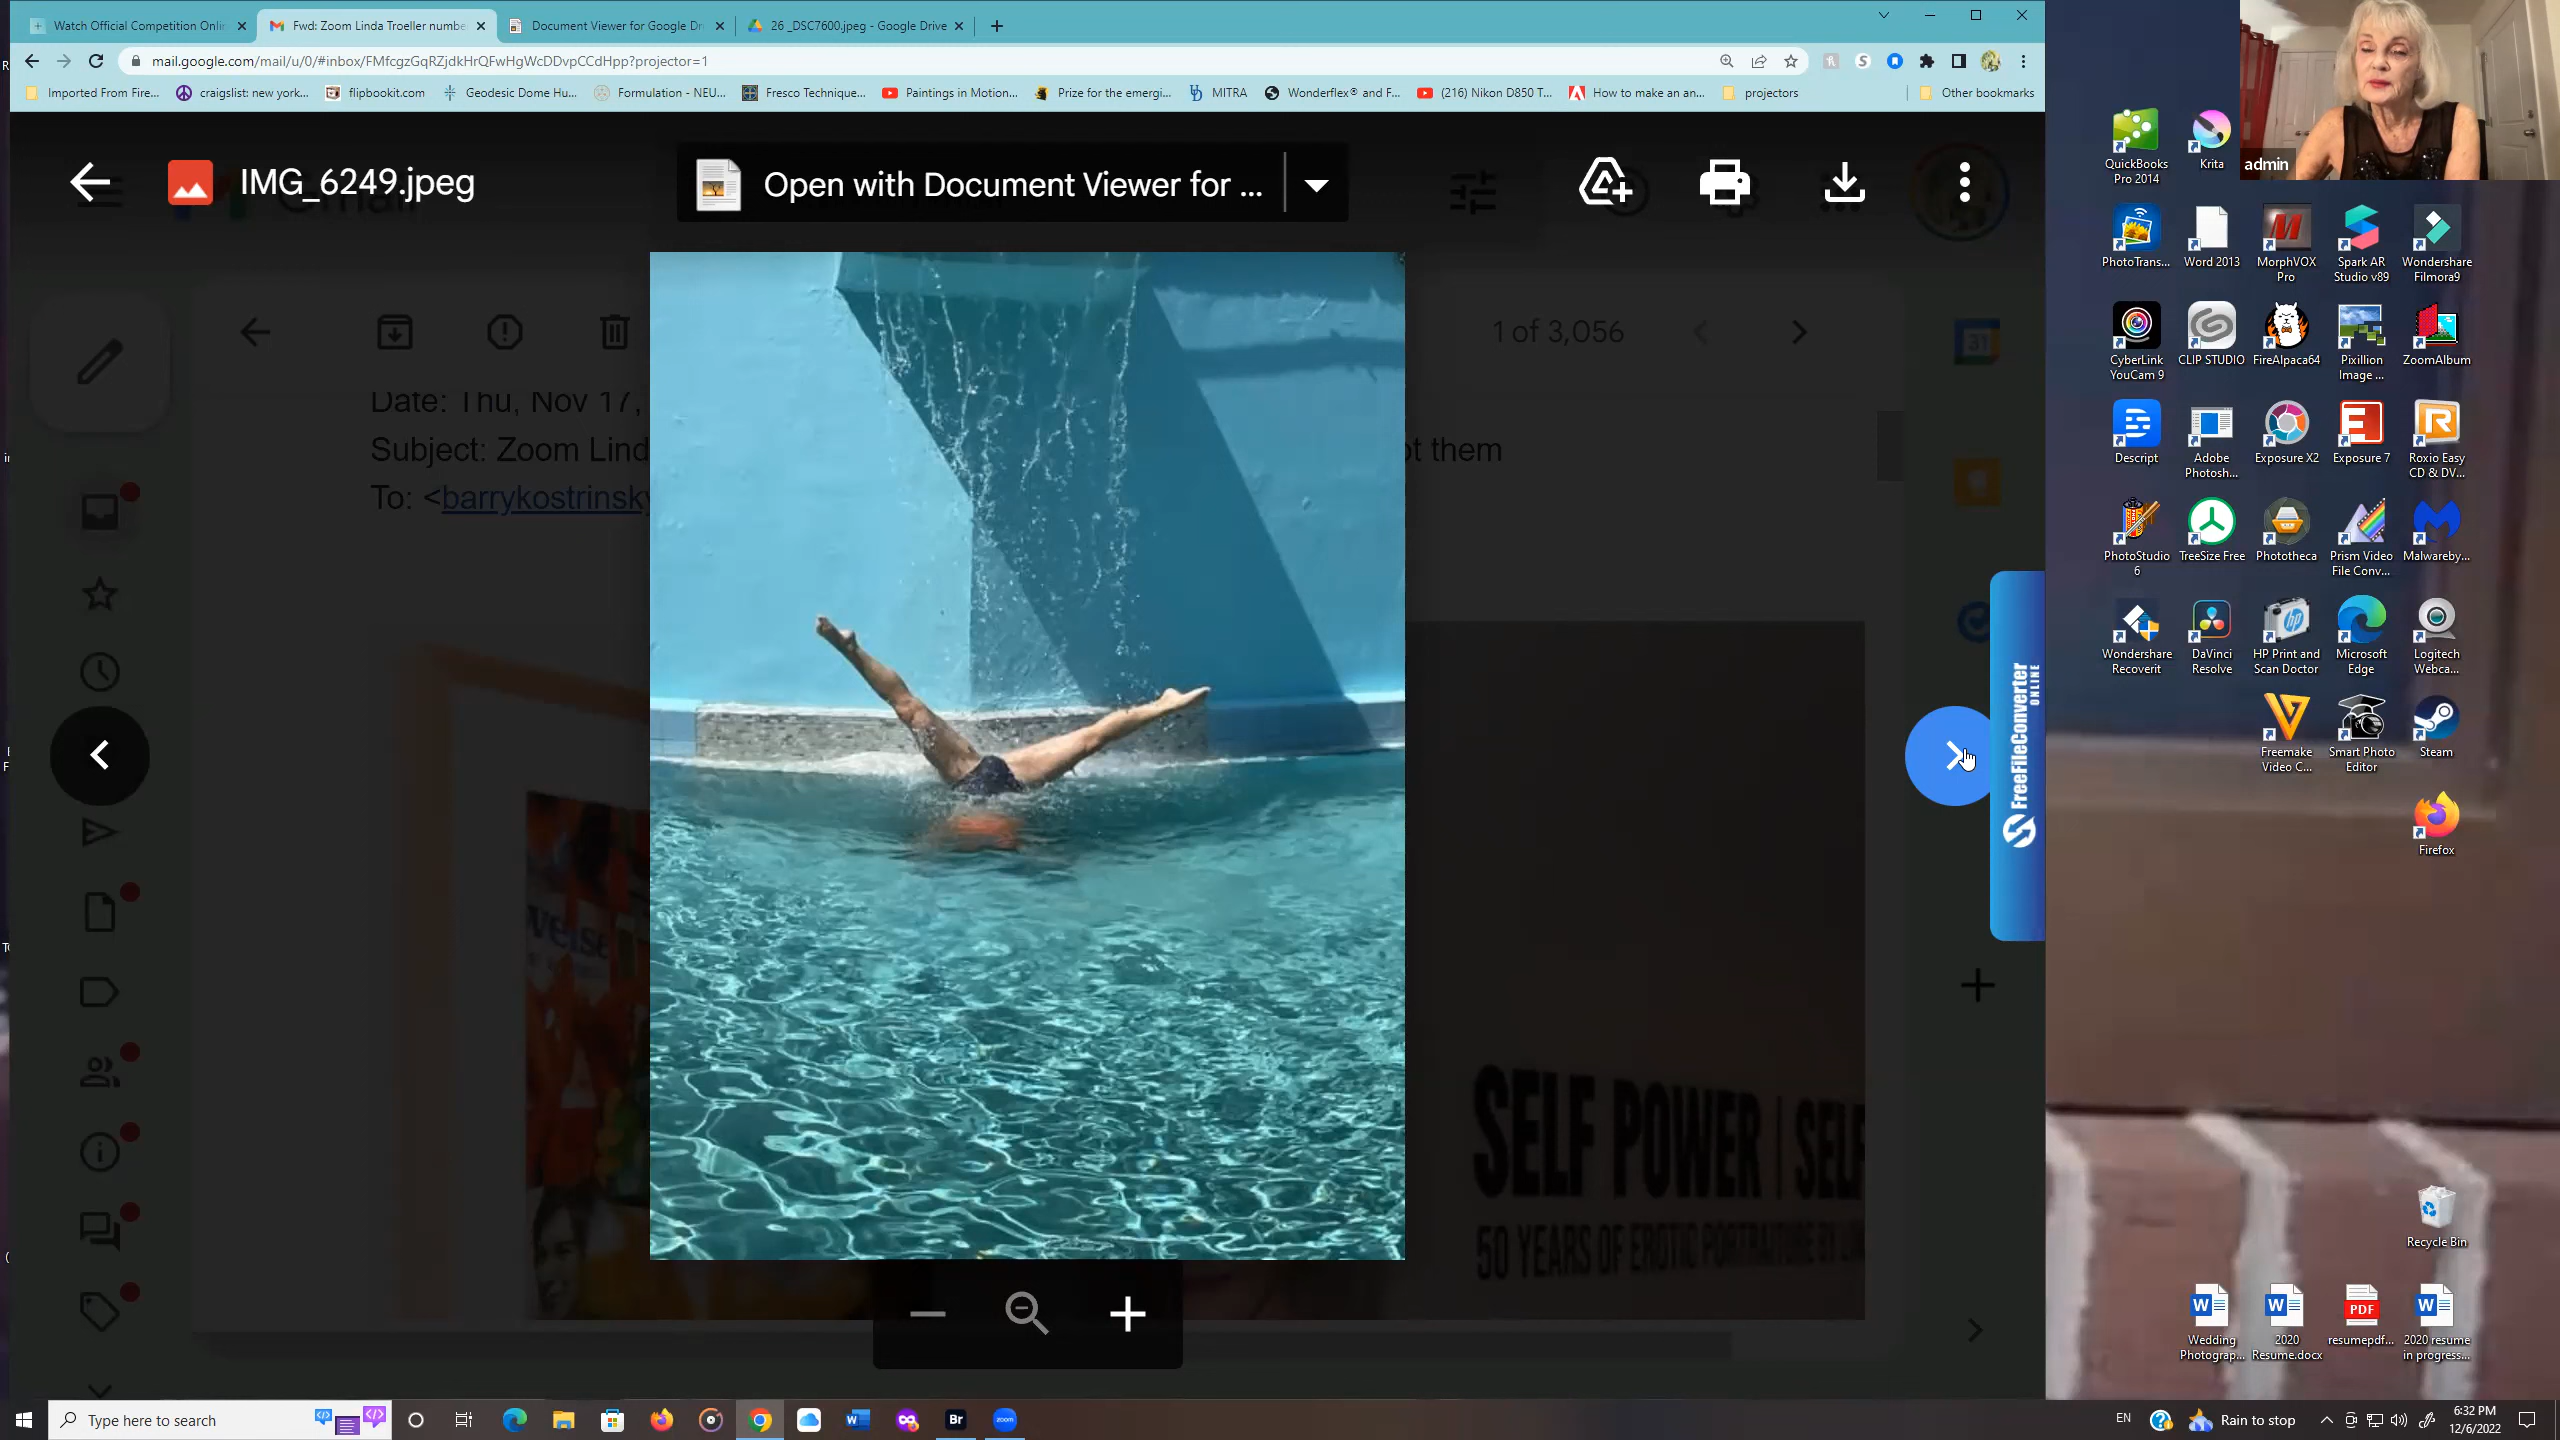 Watch Official Competition Onlin
Fwd: Zoom Linda Troeller numbe
Document Viewer for Google Dr
26 _DSC7600.jpeg - Google Drive
mail.google.com/mail/u/0/#inbox/FMfcgzGqRZjdkHrQFwHgWcDDvpCCdHpp?projector=1
Imported From Fire...
craigslist: new york...
flipbookit.com
Geodesic Dome Hu...
Formulation - NEU...
Fresco Technique...
Paintings in Motion...
Prize for the emergi...
MITRA
Wonderflex® and F...
(216) Nikon D850 T...
How to make an an...
projectors
Other bookmarks
IMG_6249.jpeg
Open with Document Viewer for ...
1 of 3,056
Date: Thu, Nov 17,
Subject: Zoom Lind
ot them
To: <barrykostrinsky
SELF POWER | SELF
50 YEARS OF EROTIC PORTRAITURE BY
FreeFileConverter
ONLINE
admin
QuickBooks
Pro 2014
Krita
PhotoTrans...
Word 2013
MorphVOX
Pro
Spark AR
Studio v89
Wondershare
Filmora9
CyberLink
YouCam 9
CLIP STUDIO
FireAlpaca64
Pixillion
Image ...
ZoomAlbum
Descript
Adobe
Photosh...
Exposure X2
Exposure 7
Roxio Easy
CD & DV...
PhotoStudio
6
TreeSize Free
Phototheca
Prism Video
File Conv...
Malwareby...
Wondershare
Recoverit
DaVinci
Resolve
HP Print and
Scan Doctor
Microsoft
Edge
Logitech
Webca...
Freemake
Video C...
Smart Photo
Editor
Steam
Firefox
Recycle Bin
Wedding
Photograp...
2020
Resume.docx
PDF
resumepdf...
2020 resume
in progress...
Type here to search
Br
zoom
EN
Rain to stop
6:32 PM
12/6/2022